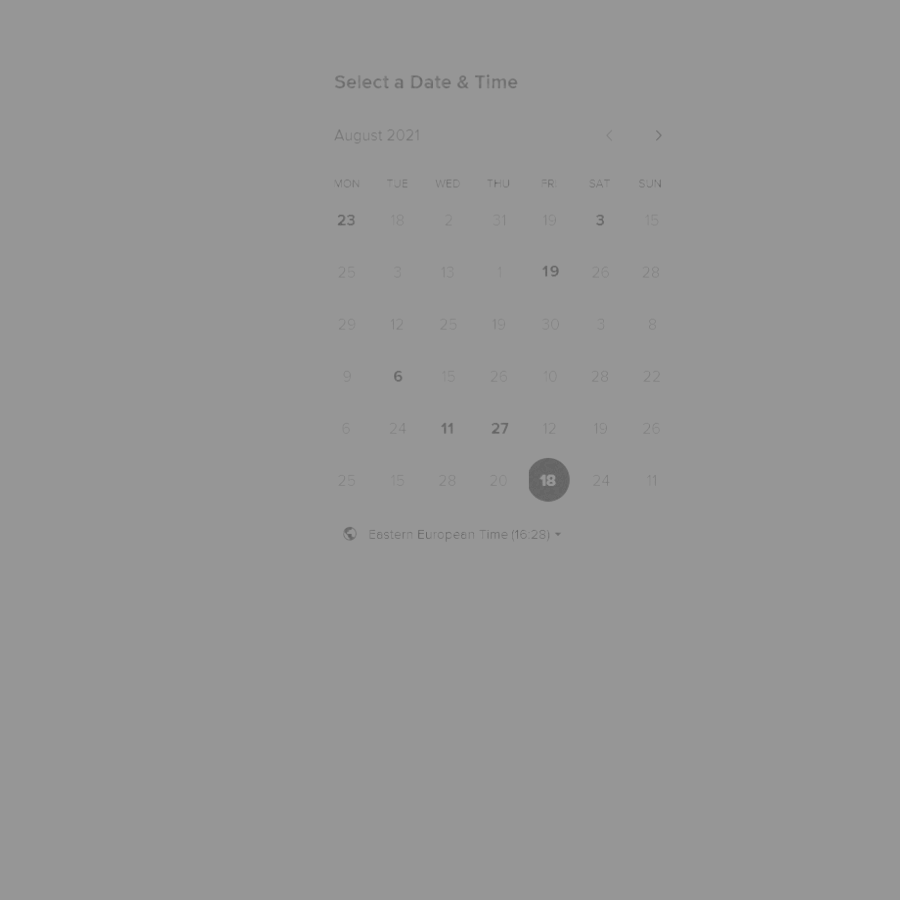 Select a Date & Time
August 2021
MON TUE WED THU FRI SAT SUN
23 18 2 31 19 3 15
25 3 13 1 19 26 28
29 12 25 19 30 3 8
9 6 15 26 10 28 22
6 24 11 27 12 19 26
25 15 28 20 18 24 11
Eastern European Time (16:28)